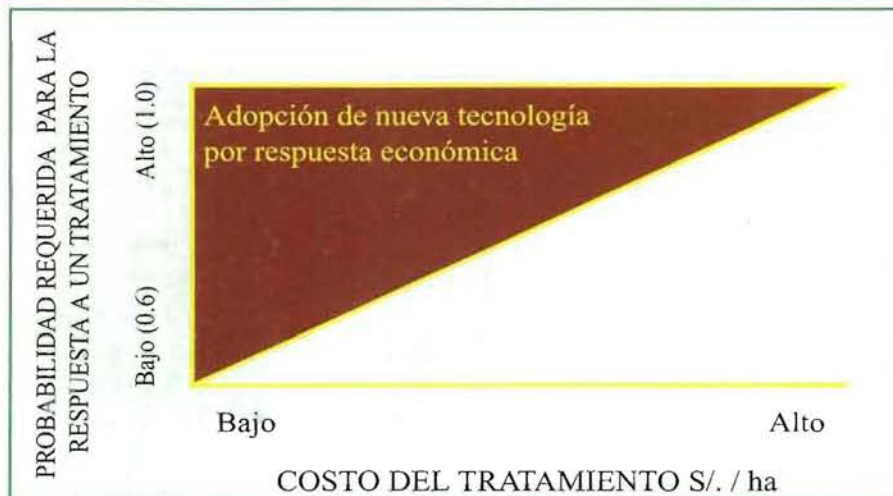 PROBABILIDAD REQUERIDA PARA LA
RESPUESTA A UN TRATAMIENTO
Alto (1.0)
Bajo (0.6)
Adopción de nueva tecnología
por respuesta económica
Bajo
Alto
COSTO DEL TRATAMIENTO S/. / ha